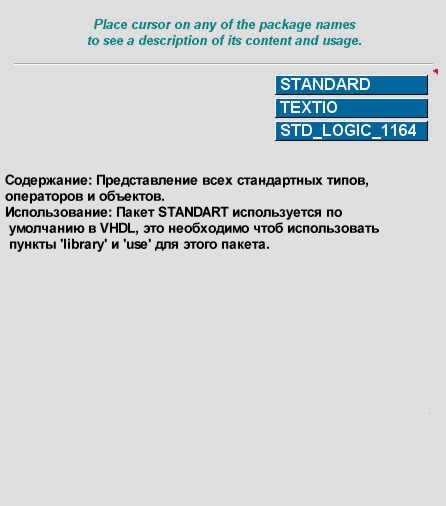 Place cursor on any of the package names
to see a description of its content and usage.
STANDARD
TEXTIO
STD_LOGIC_1164
Содержание: Представление всех стандартных типов,
операторов и объектов.
Использование: Пакет STANDART используется по
умолчанию в VHDL, это необходимо чтоб использовать
пункты 'library' и 'use' для этого пакета.